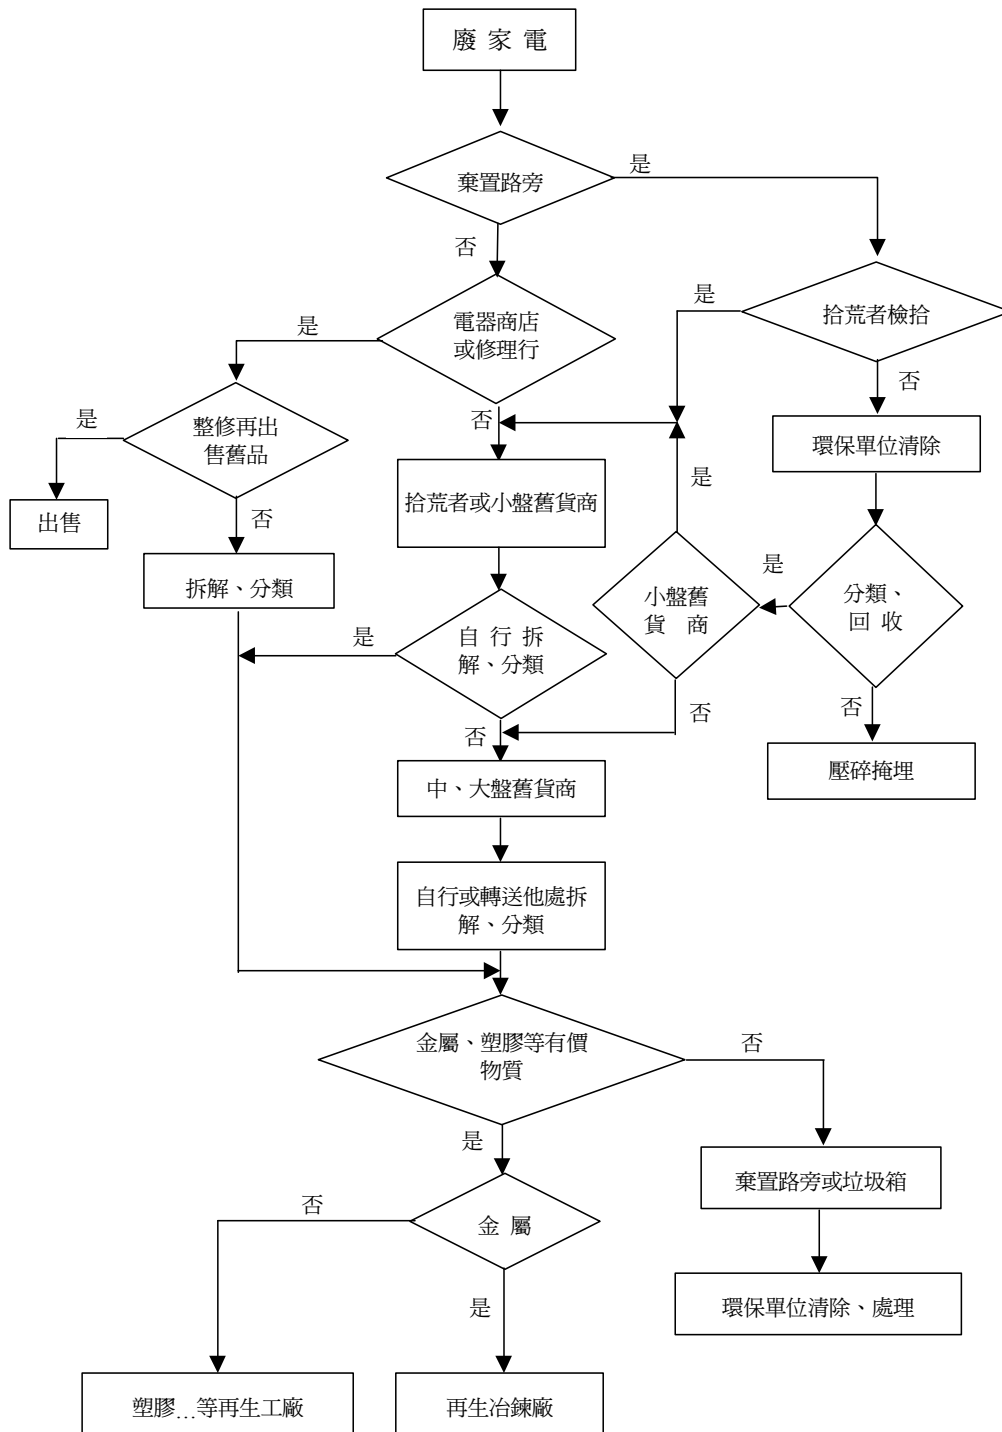 廢 家 電
是
棄置路旁
否
是
拾荒者檢拾
電器商店
或修理行
是
否
是
整修再出
售舊品
否
環保單位清除
出售
拾荒者或小盤舊貨商
是
否
拆解、分類
是
小盤舊
貨 商
分類、
回 收
是
自 行 拆
解、分類
否
否
否
中、大盤舊貨商
壓碎掩埋
自行或轉送他處拆
解、分類
金屬、塑膠等有價
物質
否
是
棄置路旁或垃圾箱
否
金 屬
是
環保單位清除、處理
塑膠…等再生工廠
再生冶鍊廠